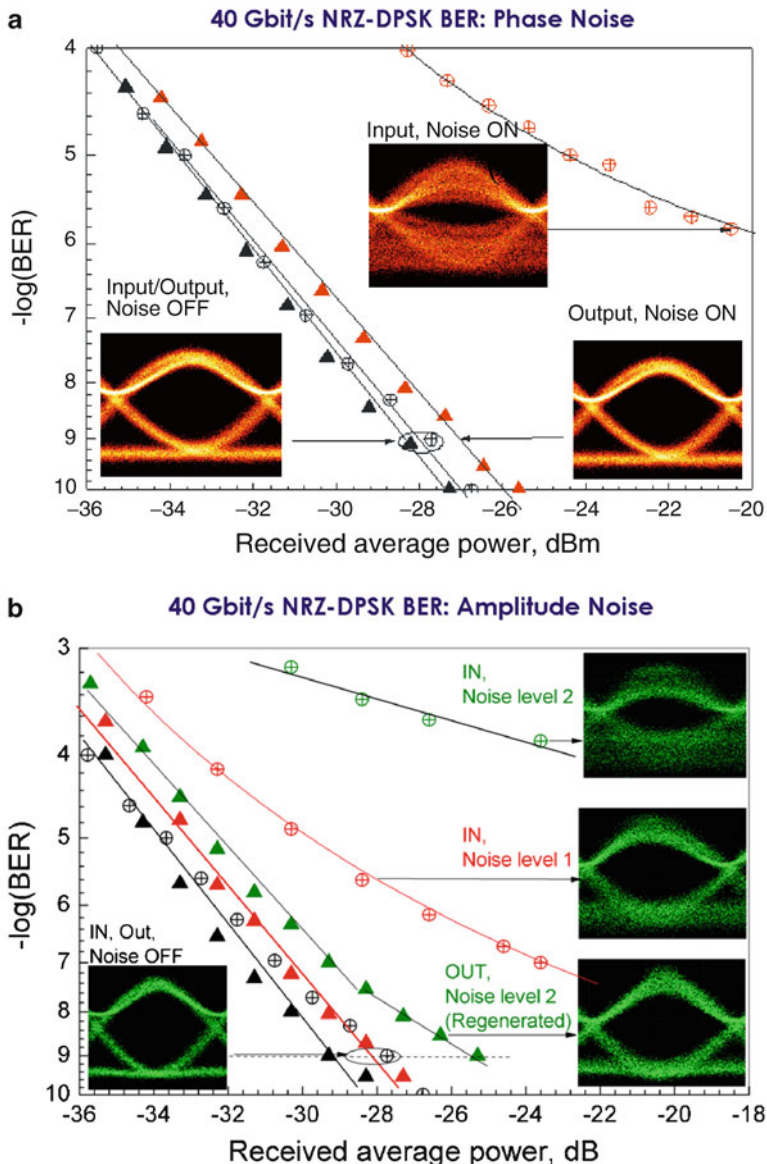 a
40 Gbit/s NRZ-DPSK BER: Phase Noise
4
5
6
7
8
9
10
-log(BER)
Input, Noise ON
Input/Output,
Noise OFF
Output, Noise ON
–36 –34 –32 –30 –28 –26 –24 –22 –20
Received average power, dBm
b
40 Gbit/s NRZ-DPSK BER: Amplitude Noise
3
4
5
6
7
8
9
10
-log(BER)
IN,
Noise level 2
IN,
Noise level 1
IN, Out,
Noise OFF
OUT,
Noise level 2
(Regenerated)
-36 -34 -32 -30 -28 -26 -24 -22 -20 -18
Received average power, dB